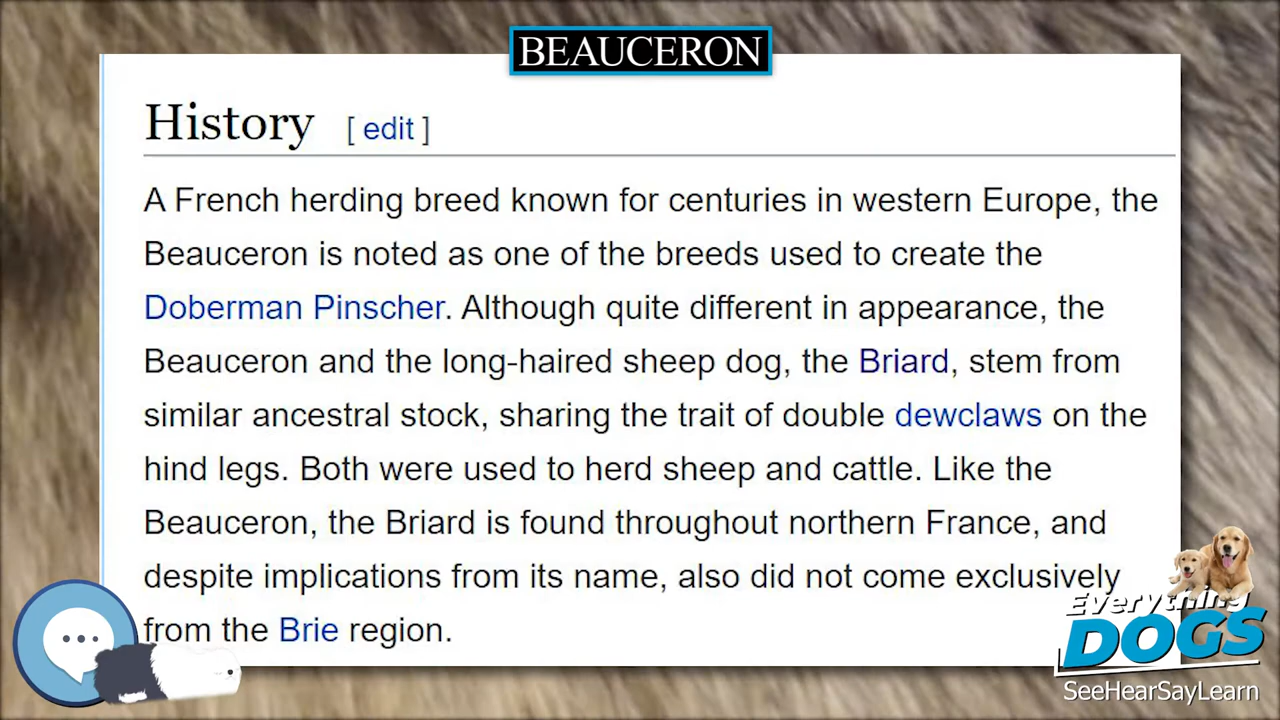 BEAUCERON
History [ edit ]
A French herding breed known for centuries in western Europe, the
Beauceron is noted as one of the breeds used to create the
Doberman Pinscher. Although quite different in appearance, the
Beauceron and the long-haired sheep dog, the Briard, stem from
similar ancestral stock, sharing the trait of double dewclaws on the
hind legs. Both were used to herd sheep and cattle. Like the
Beauceron, the Briard is found throughout northern France, and
despite implications from its name, also did not come exclusively
from the Brie region.
Everything
DOGS
SeeHearSayLearn